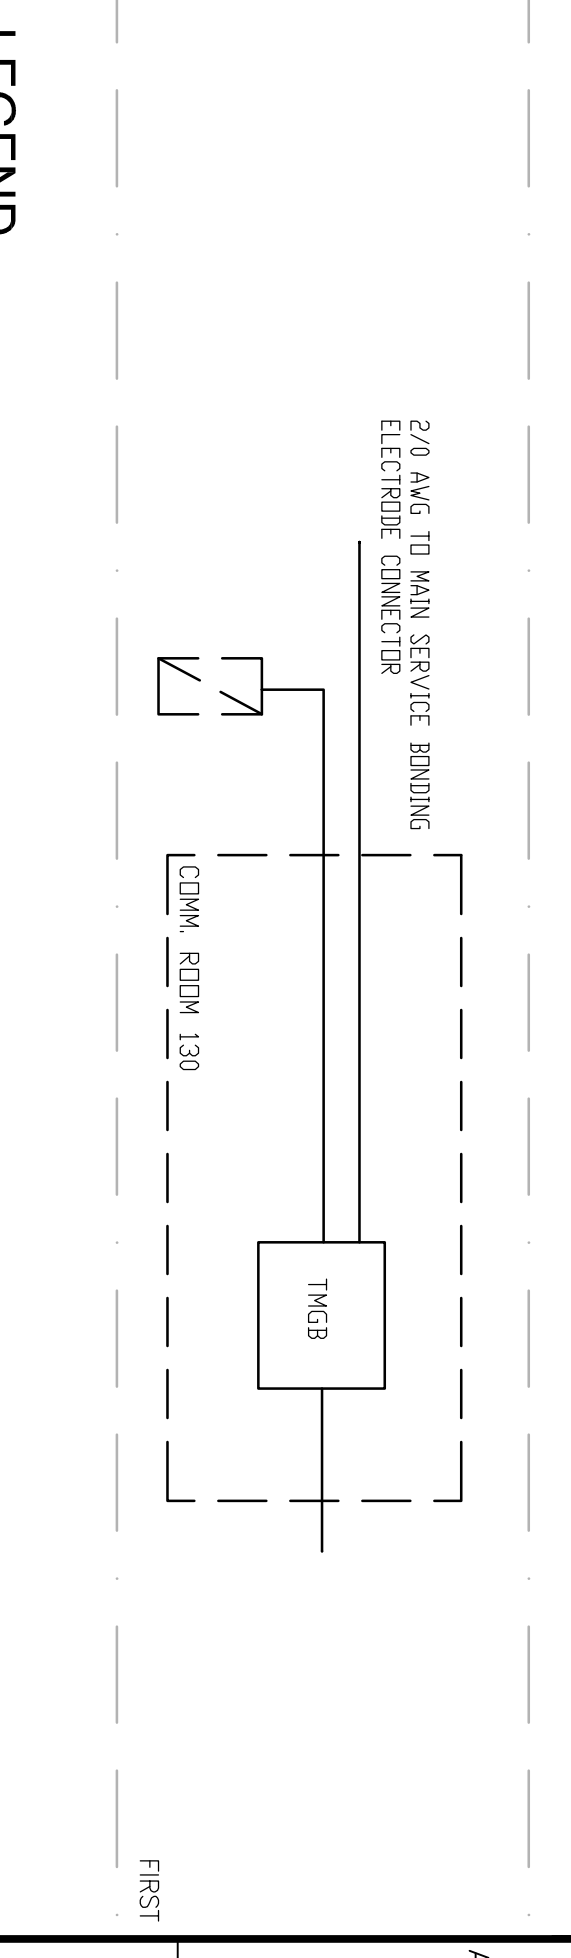 2/0 AWG TO MAIN SERVICE BONDING
ELECTRODE CONNECTOR
COMM. ROOM 130
TMGB
FIRST
LEGEND